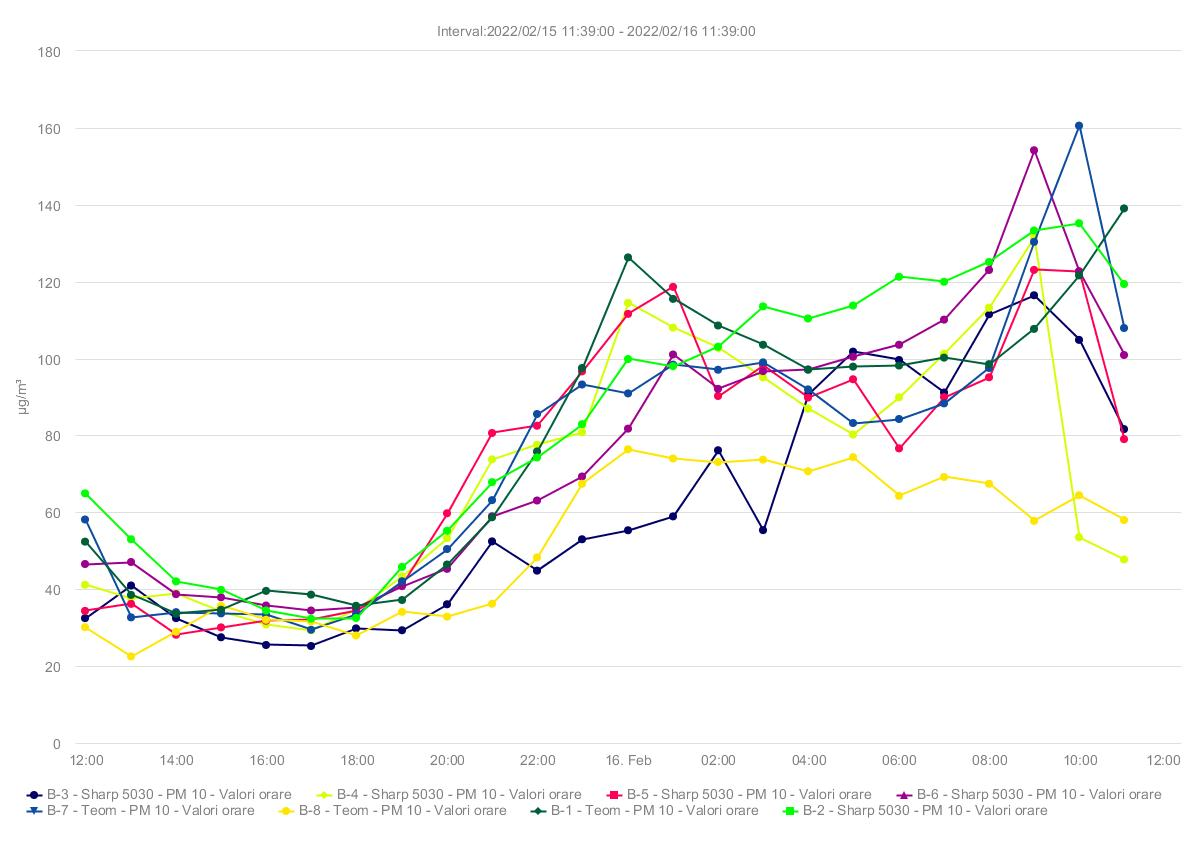 Interval:2022/02/15 11:39:00 - 2022/02/16 11:39:00
180
160
140
120
100
80
60
40
20
0
µg/m³
12:00 14:00 16:00 18:00 20:00 22:00 16. Feb 02:00 04:00 06:00 08:00 10:00 12:00
B-3 - Sharp 5030 - PM 10 - Valori orare B-4 - Sharp 5030 - PM 10 - Valori orare B-5 - Sharp 5030 - PM 10 - Valori orare B-6 - Sharp 5030 - PM 10 - Valori orare
B-7 - Teom - PM 10 - Valori orare B-8 - Teom - PM 10 - Valori orare B-1 - Teom - PM 10 - Valori orare B-2 - Sharp 5030 - PM 10 - Valori orare